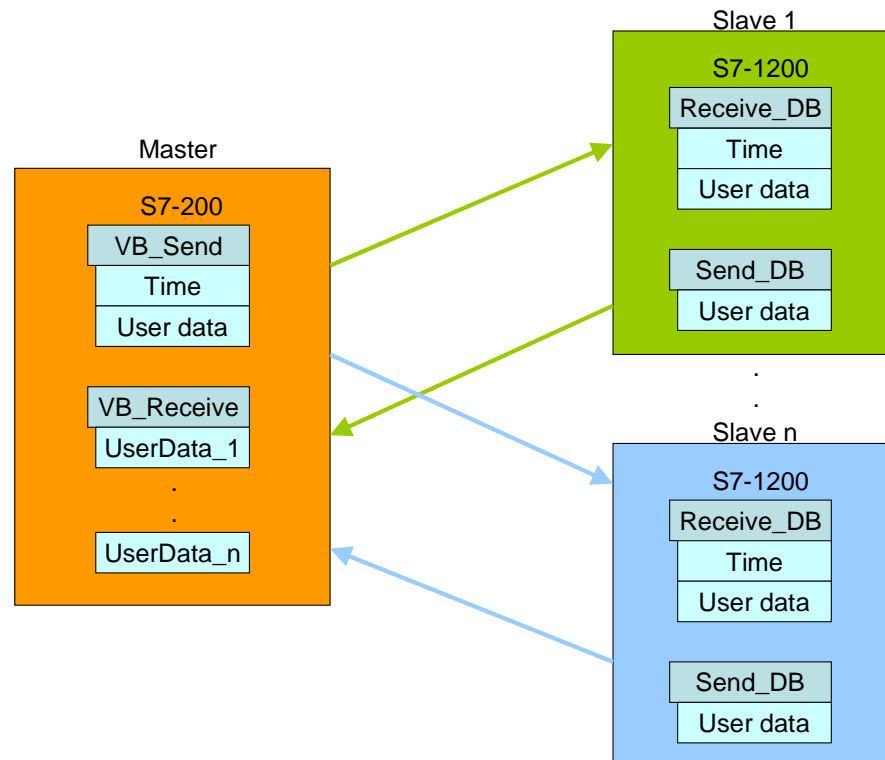 Master
S7-200
VB_Send
Time
User data
VB_Receive
UserData_1
.
.
UserData_n
Slave 1
S7-1200
Receive_DB
Time
User data
Send_DB
User data
.
.
Slave n
S7-1200
Receive_DB
Time
User data
Send_DB
User data